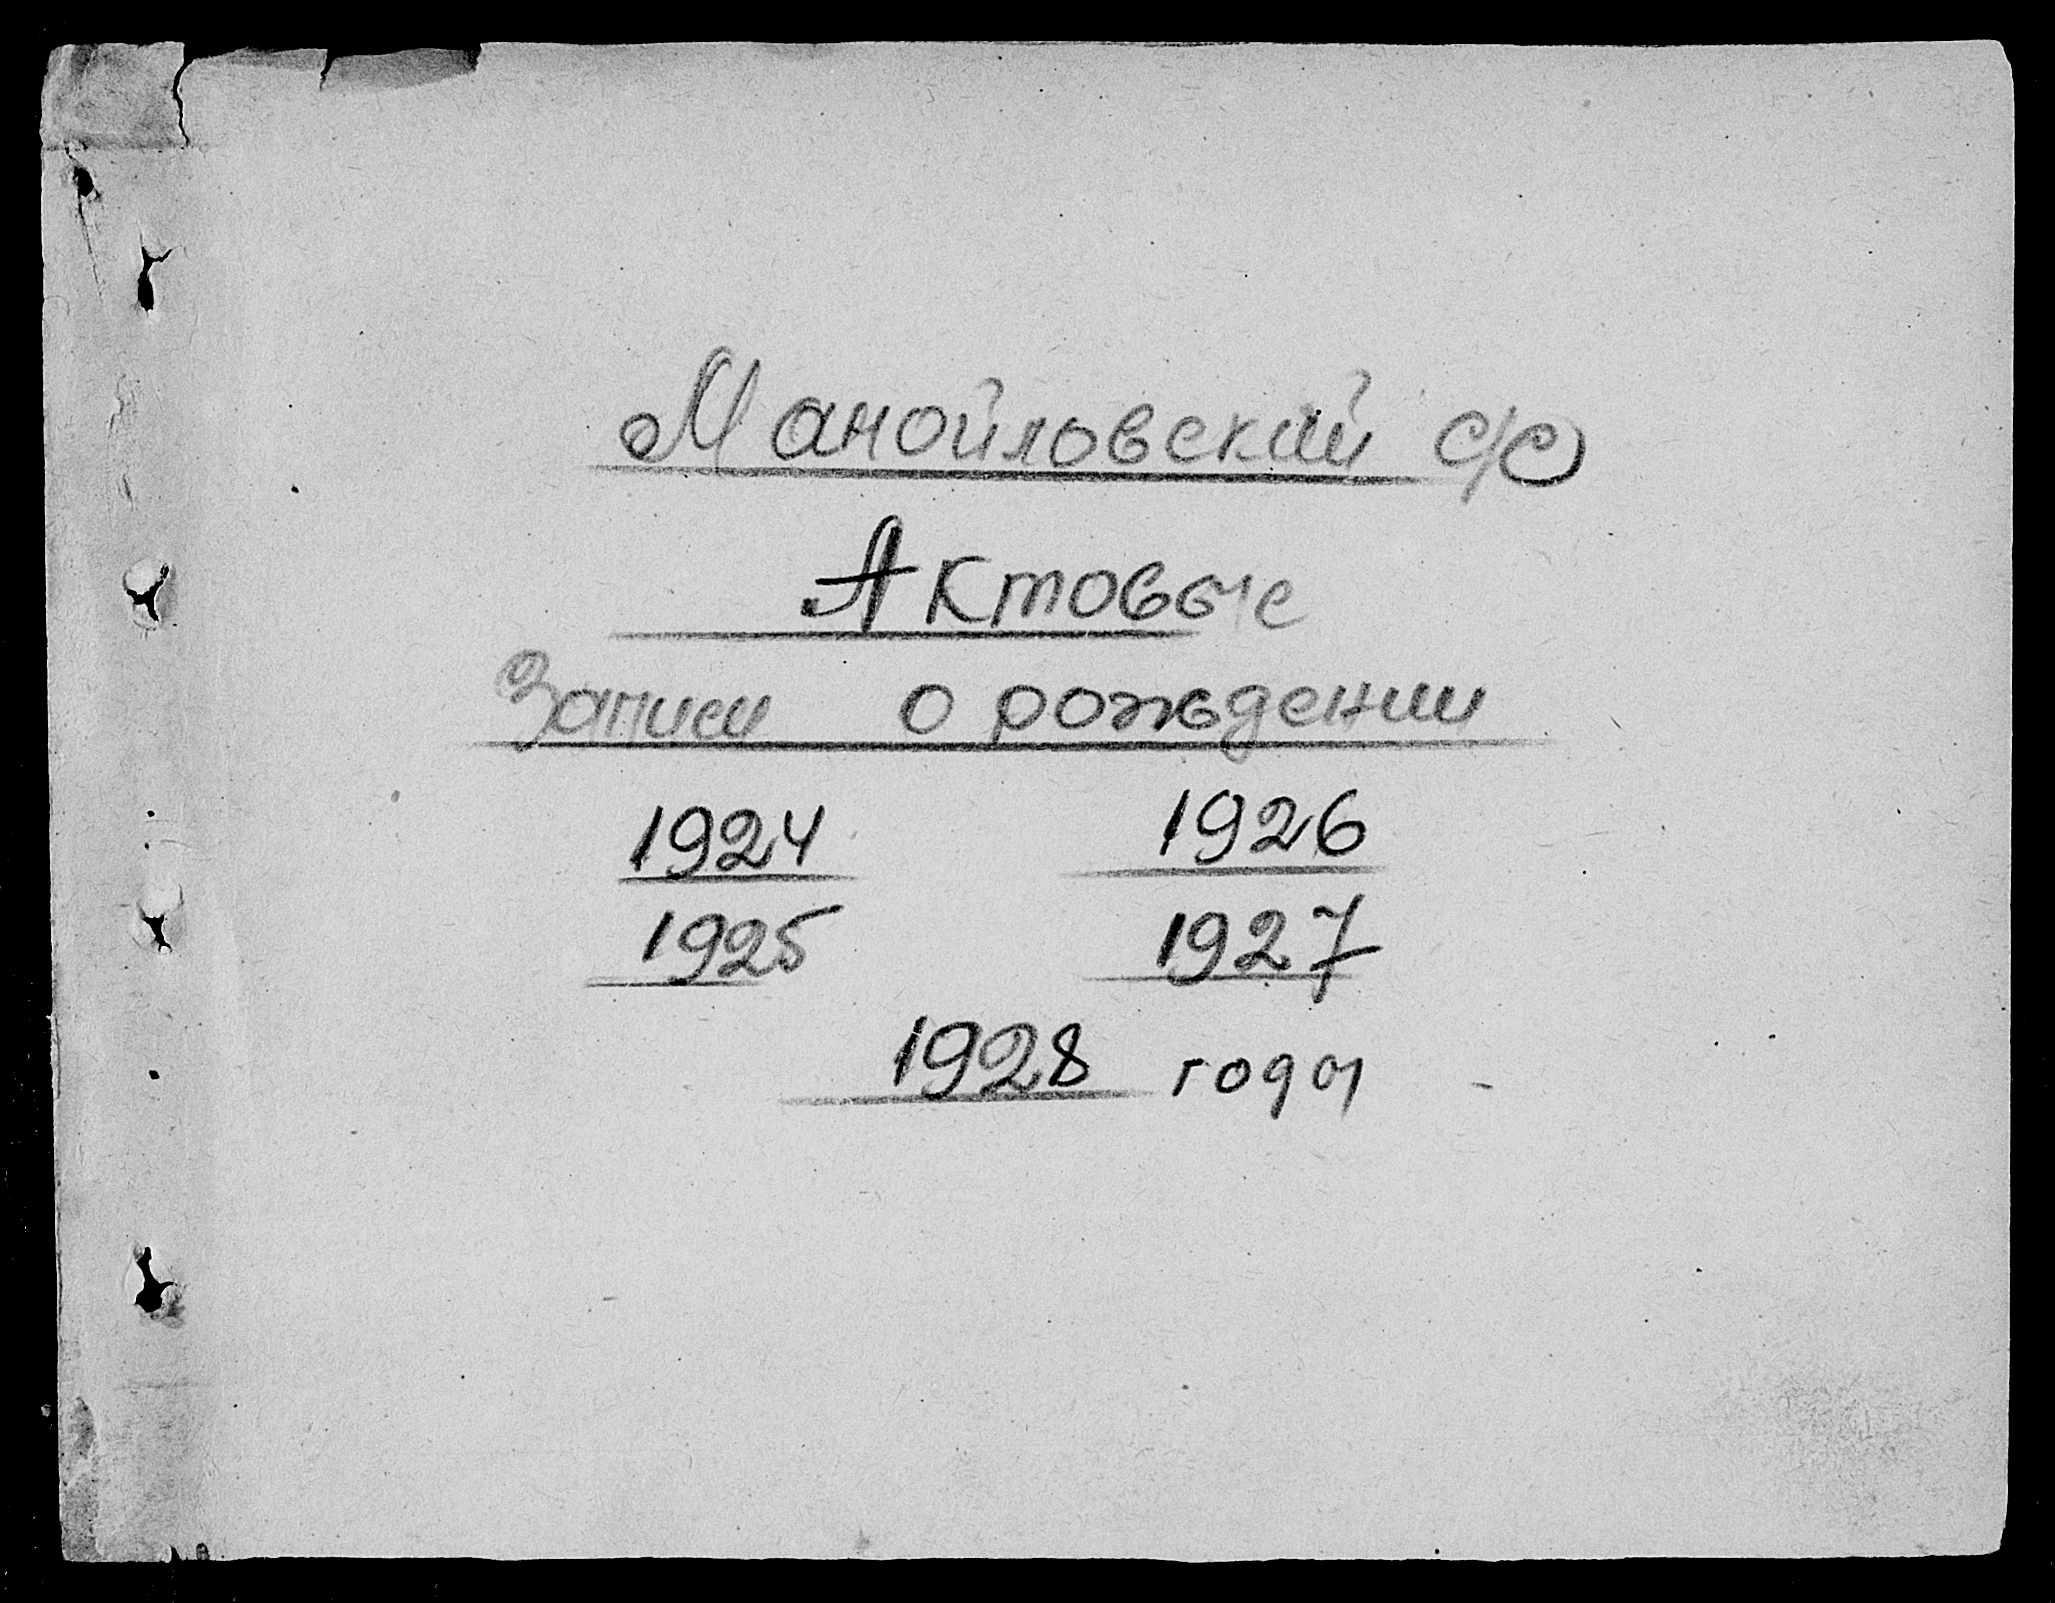 Манойловский с/с
Актовые
Записи о рождении
1924 1926
1925 1927
1928 года